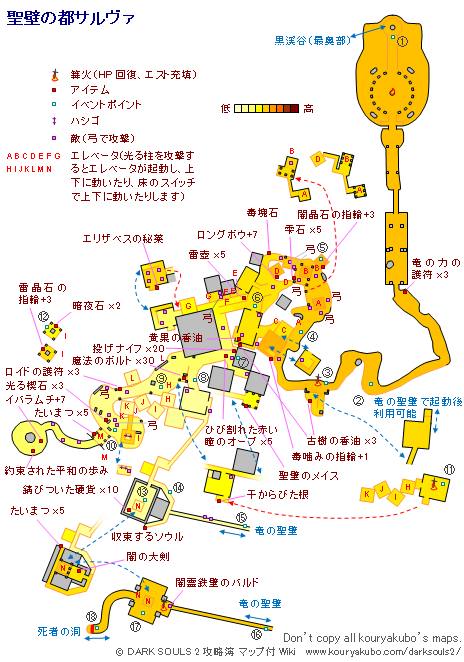 聖壁の都サルヴァ
篝火(HP 回復、エスト充填)
アイテム
イベントポイント
ハシゴ
敵(弓で攻撃)
ABCDEFG
HIJKLMN
エレベータ(光る柱を攻撃するとエレベータが起動し、上下に動いたり、床のスイッチで上下に動いたりします)
低 高
黒渓谷(最奥部)
①
毒塊石
闇晶石の指輪+3
雫石 ×5
ロングボウ+7
雷壺 ×5
エリザベスの秘薬
竜の力の護符 ×3
雷晶石の指輪+3
暗夜石 ×2
黄果の香油
投げナイフ ×20
魔法のボルト ×30
ロイドの護符 ×3
光る楔石 ×3
イバラムチ+7
たいまつ ×5
竜の聖壁で起動後利用可能
ひび割れた赤い瞳のオーブ ×5
古樹の香油 ×3
毒噛みの指輪+1
聖壁のメイス
干からびた根
約束された平和の歩み
錆びついた硬貨 ×10
たいまつ ×5
収束するソウル
竜の聖壁
闇の大剣
闇霊鉄壁のバルド
竜の聖壁
死者の洞
弓
弓
弓
弓
弓
弓
弓
②
③
④
⑤
⑥
⑦
⑧
⑨
⑩
⑪
⑫
⑬
⑭
⑮
⑯
⑰
⑱
Don't copy all kouryakubo's maps.
© DARK SOULS 2 攻略簿 マップ付 Wiki : www.kouryakubo.com/darksouls2/